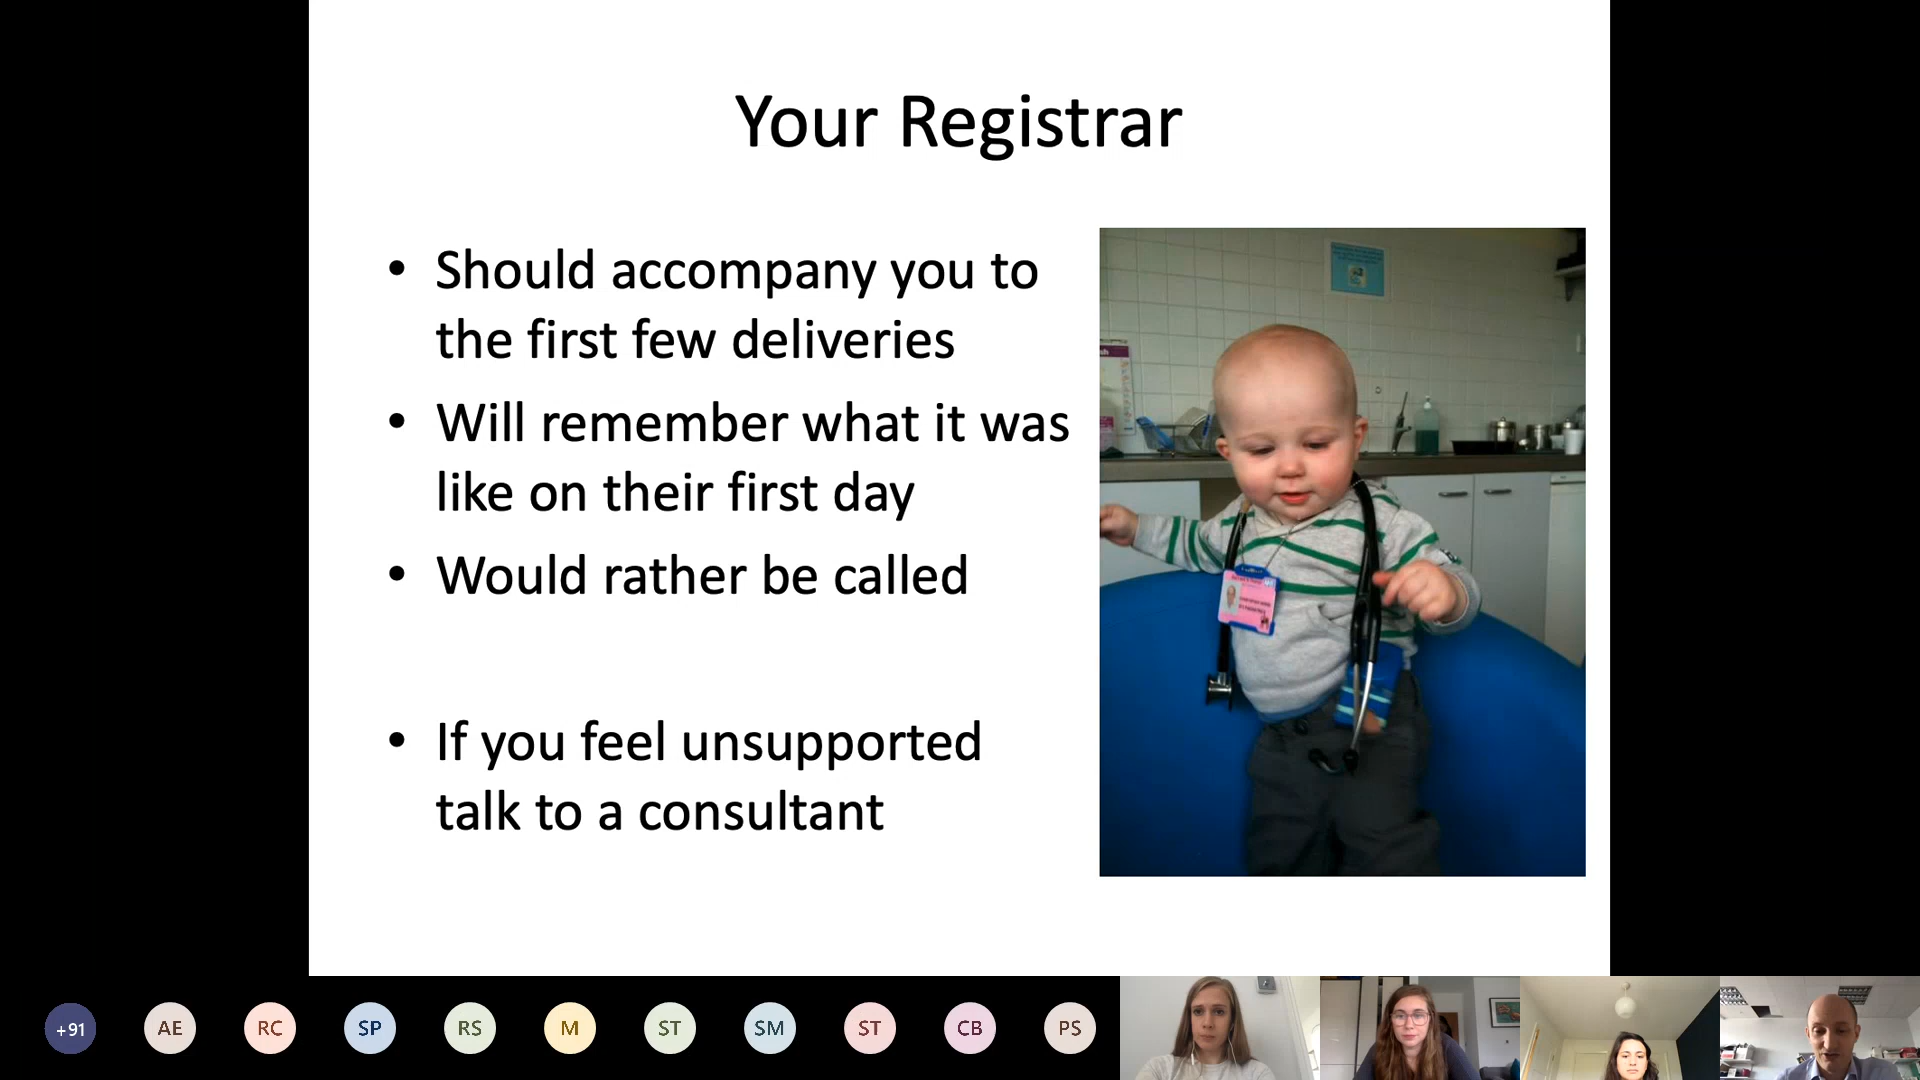 Your Registrar
• Should accompany you to
the first few deliveries
• Will remember what it was
like on their first day
• Would rather be called
• If you feel unsupported
talk to a consultant
+91
AE
RC
SP
RS
M
ST
SM
ST
CB
PS